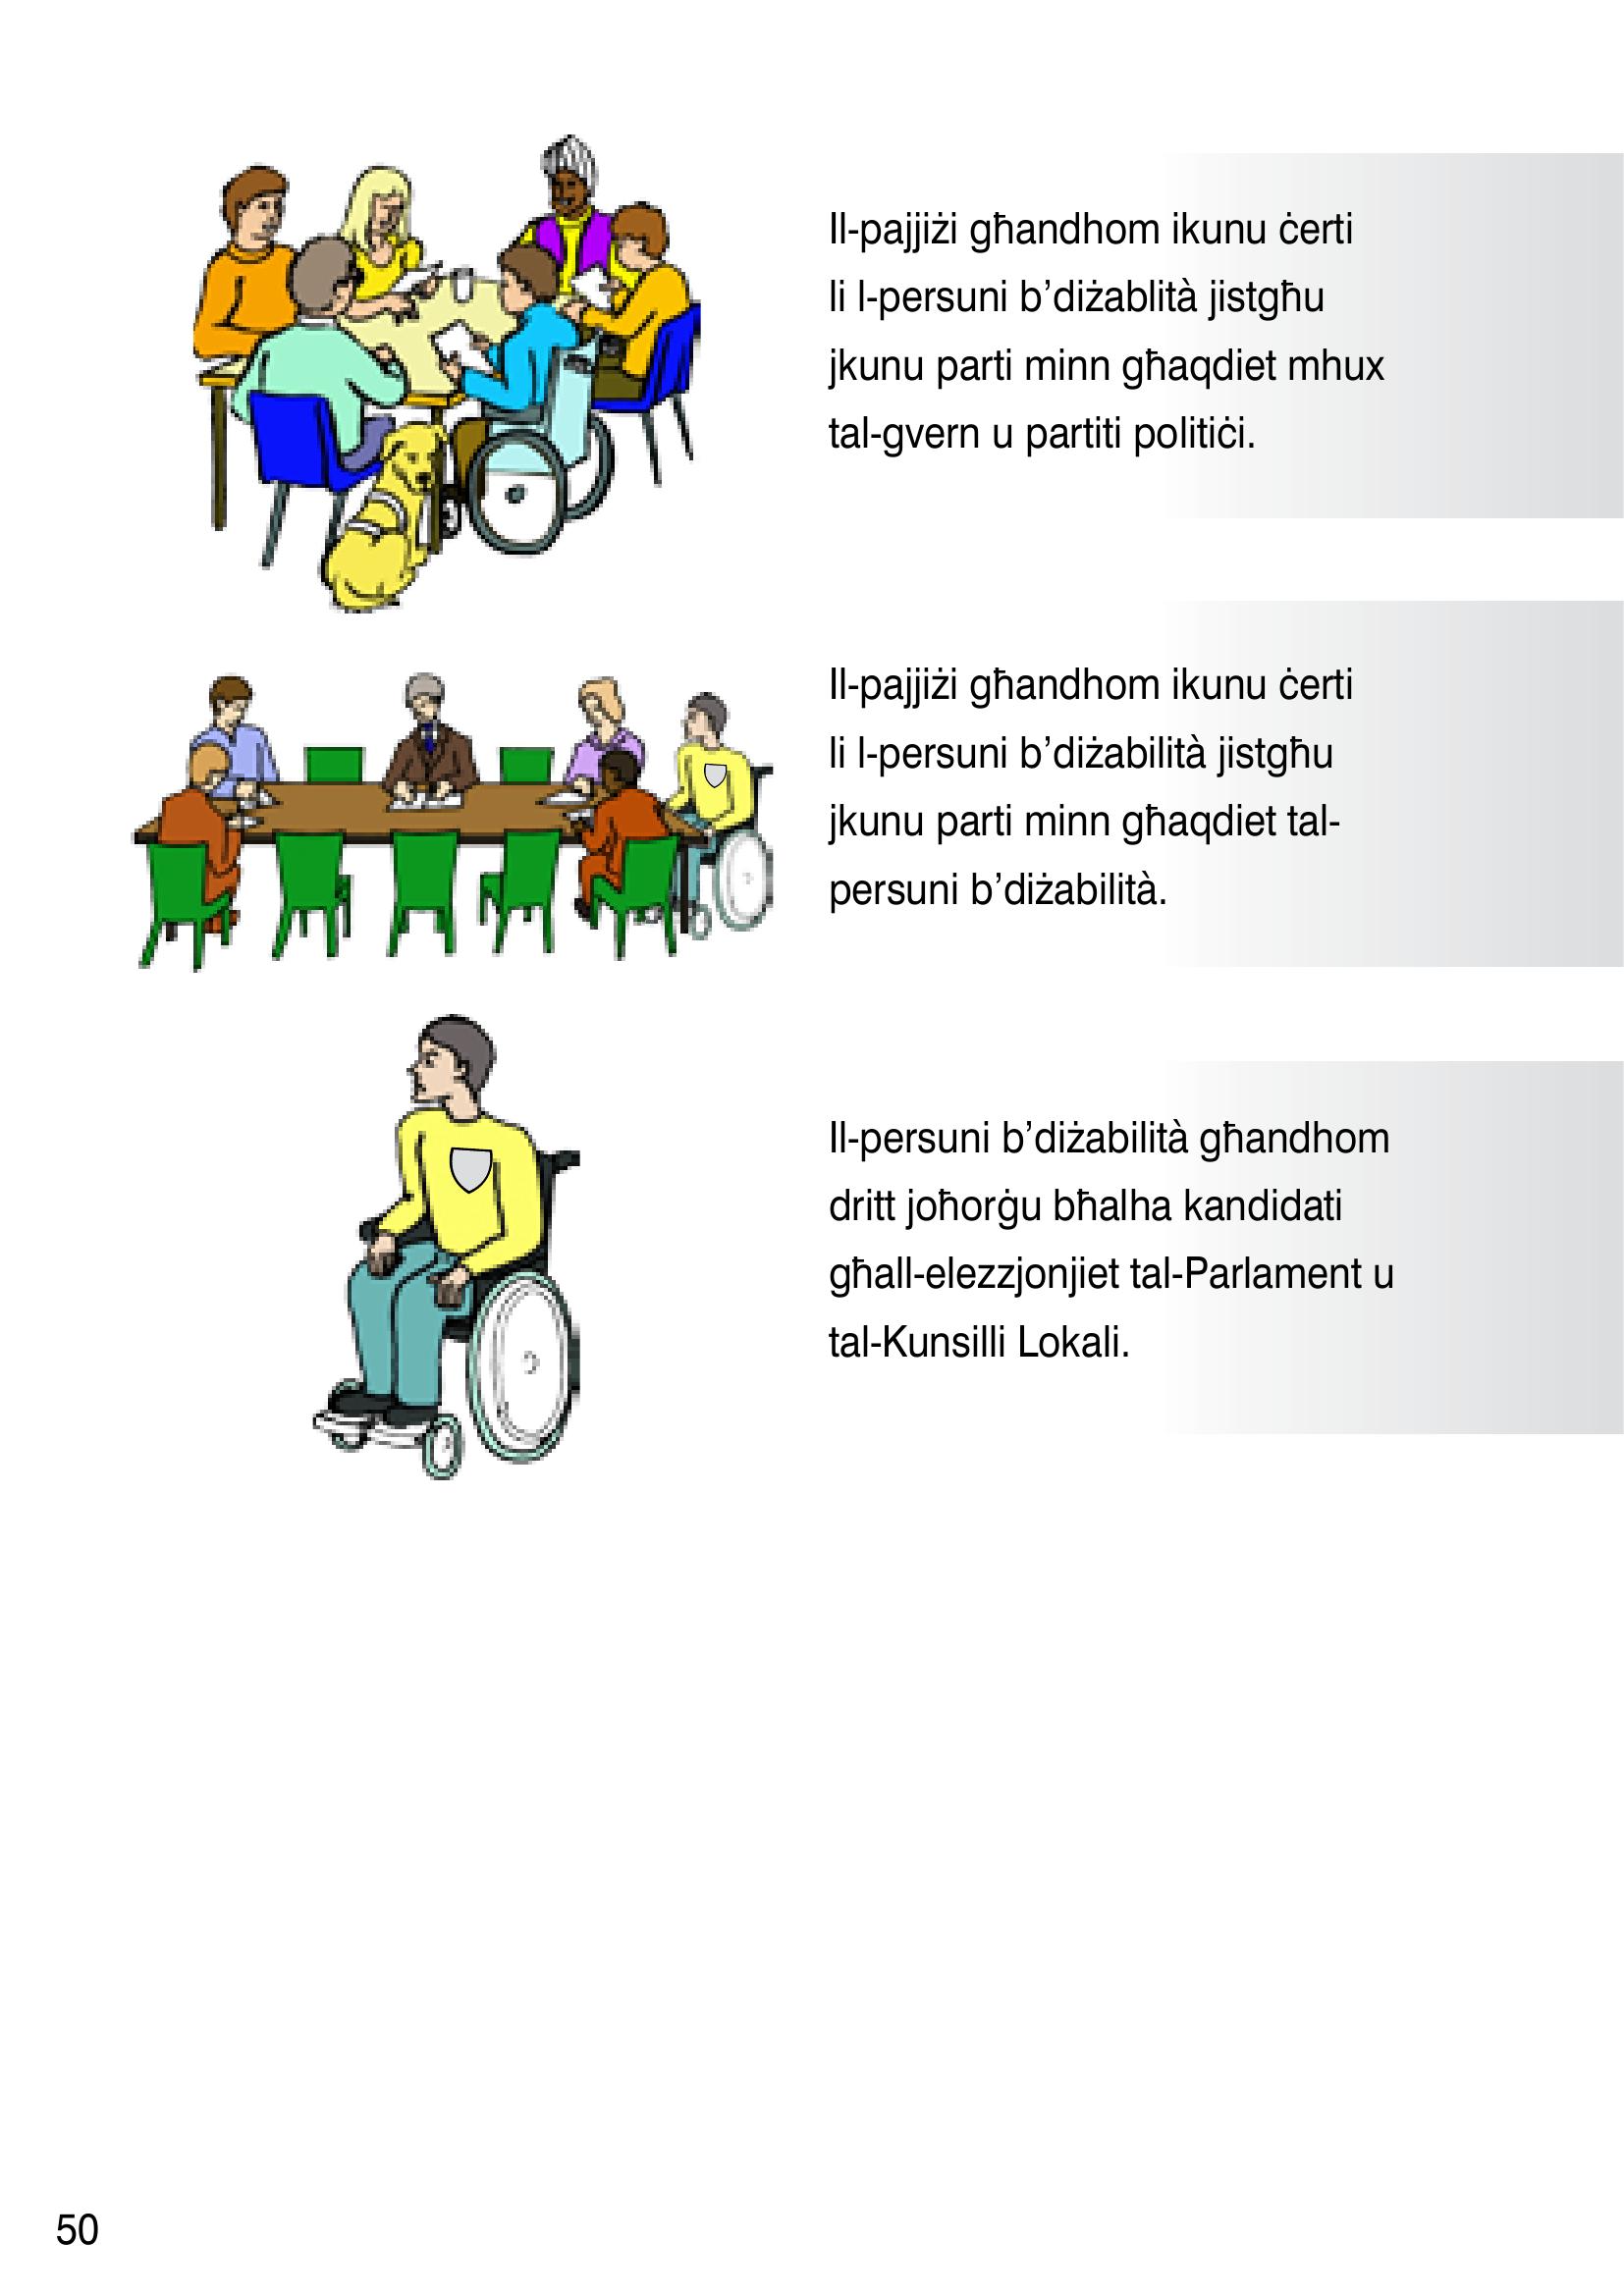 Il-pajjiżi għandhom ikunu ċerti
li l-persuni b’diżablità jistgħu
jkunu parti minn għaqdiet mhux
tal-gvern u partiti politiċi.
Il-pajjiżi għandhom ikunu ċerti
li l-persuni b’diżabilità jistgħu
jkunu parti minn għaqdiet tal-
persuni b’diżabilità.
Il-persuni b’diżabilità għandhom
dritt joħorġu bħalha kandidati
għall-elezzjonjiet tal-Parlament u
tal-Kunsilli Lokali.
50